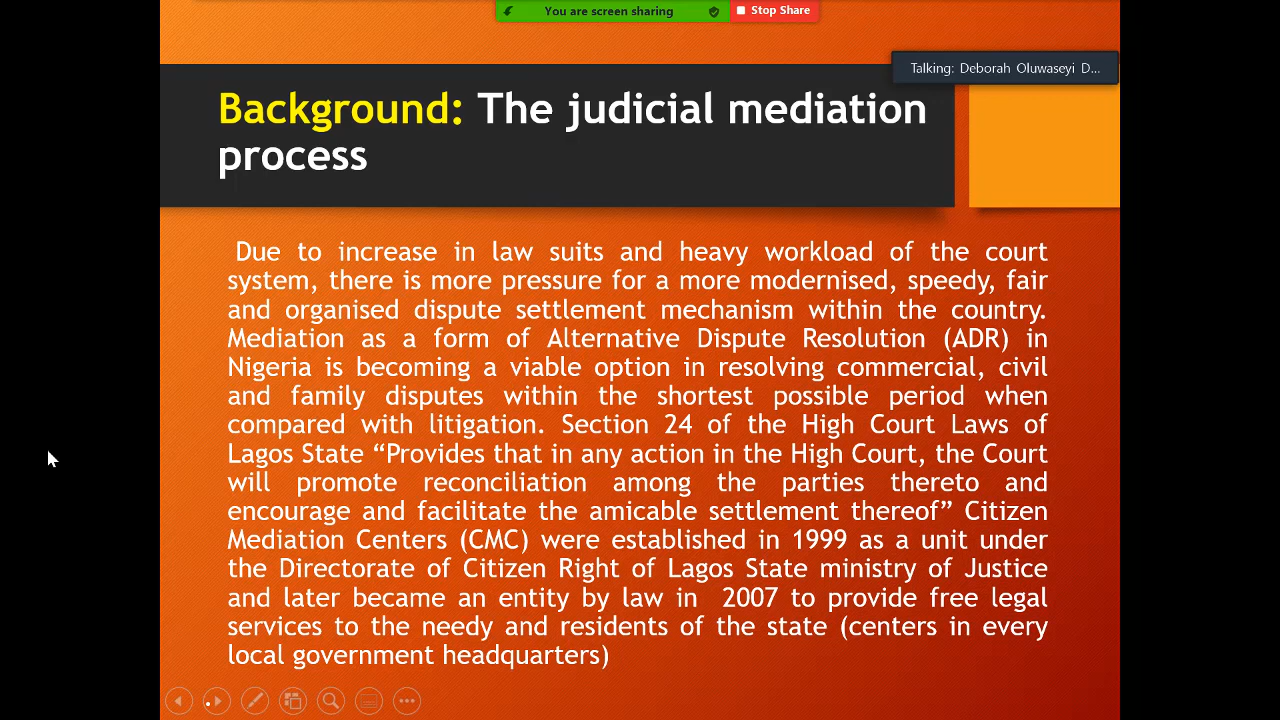 You are screen sharing
Stop Share
Talking: Deborah Oluwaseyi D...
Background: The judicial mediation
process
Due to increase in law suits and heavy workload of the court
system, there is more pressure for a more modernised, speedy, fair
and organised dispute settlement mechanism within the country.
Mediation as a form of Alternative Dispute Resolution (ADR) in
Nigeria is becoming a viable option in resolving commercial, civil
and family disputes within the shortest possible period when
compared with litigation. Section 24 of the High Court Laws of
Lagos State “Provides that in any action in the High Court, the Court
will promote reconciliation among the parties thereto and
encourage and facilitate the amicable settlement thereof” Citizen
Mediation Centers (CMC) were established in 1999 as a unit under
the Directorate of Citizen Right of Lagos State ministry of Justice
and later became an entity by law in 2007 to provide free legal
services to the needy and residents of the state (centers in every
local government headquarters)